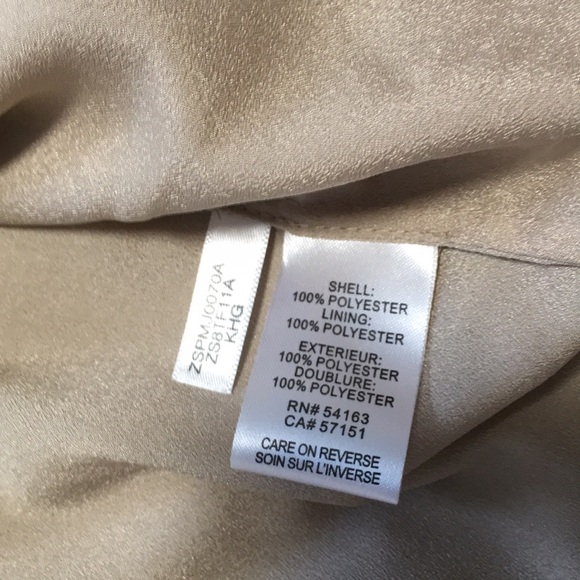 ZSPMJ0070A
ZS8TF11A
KHG
SHELL:
100% POLYESTER
LINING:
100% POLYESTER
EXTERIEUR:
100% POLYESTER
DOUBLURE:
100% POLYESTER
RN# 54163
CA# 57151
CARE ON REVERSE
SOIN SUR L'INVERSE